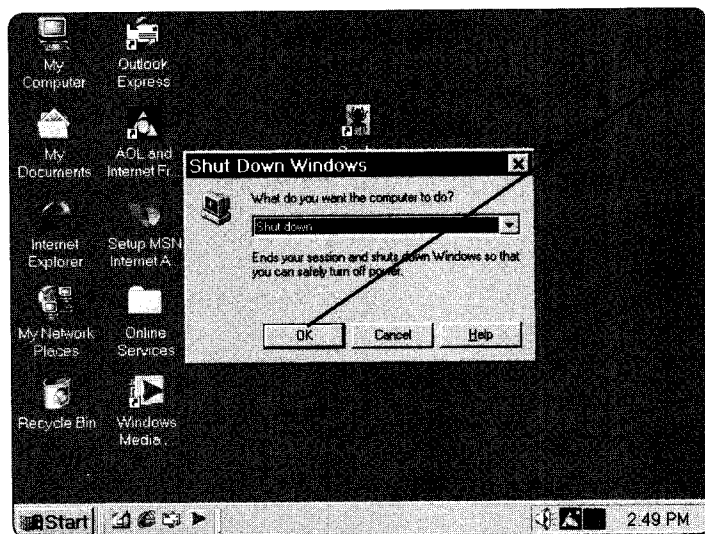 My
Computer
Outlook
Express
My
Documents
AOL and
Internet Fr...
Internet
Explorer
Setup MSN
Internet A...
My Network
Places
Online
Services
Recycle Bin
Windows
Media ...
Shut Down Windows
What do you want the computer to do?
Shut down
Ends your session and shuts down Windows so that
you can safely turn off power.
OK
Cancel
Help
Start
2:49 PM